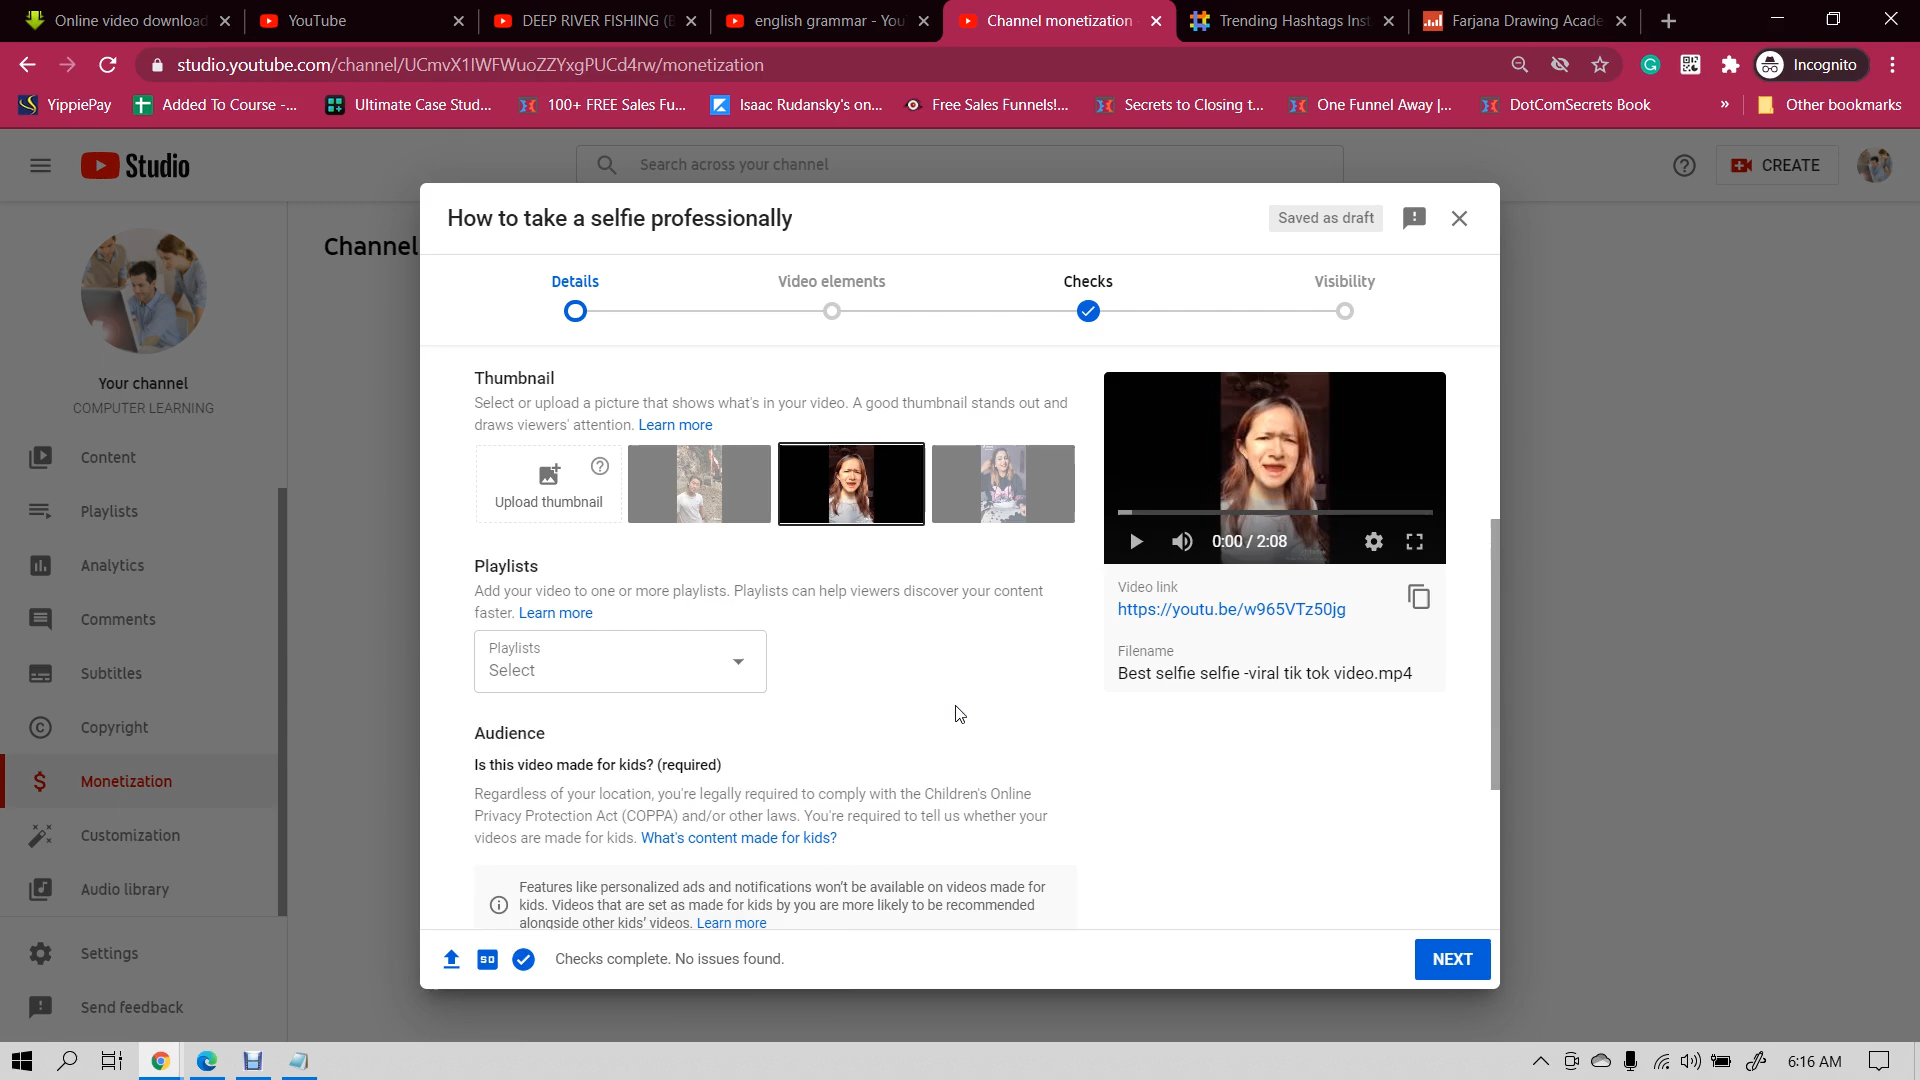 Online video download
YouTube
DEEP RIVER FISHING (
english grammar - You
Channel monetization
Trending Hashtags Inst
Farjana Drawing Acade
studio.youtube.com/channel/UCmvX1IWFWuoZZYxgPUCd4rw/monetization
Incognito
YippiePay
Added To Course -...
Ultimate Case Stud...
100+ FREE Sales Fu...
Isaac Rudansky's on...
Free Sales Funnels!...
Secrets to Closing t...
One Funnel Away |...
DotComSecrets Book
»
Other bookmarks
Studio
Search across your channel
CREATE
Channel
How to take a selfie professionally
Saved as draft
Details
Video elements
Checks
Visibility
Your channel
COMPUTER LEARNING
Content
Playlists
Analytics
Comments
Subtitles
Copyright
Monetization
Customization
Audio library
Settings
Send feedback
Thumbnail
Select or upload a picture that shows what's in your video. A good thumbnail stands out and
draws viewers' attention. Learn more
Upload thumbnail
Playlists
Add your video to one or more playlists. Playlists can help viewers discover your content
faster. Learn more
Playlists
Select
Audience
Is this video made for kids? (required)
Regardless of your location, you're legally required to comply with the Children's Online
Privacy Protection Act (COPPA) and/or other laws. You're required to tell us whether your
videos are made for kids. What's content made for kids?
Features like personalized ads and notifications won't be available on videos made for
kids. Videos that are set as made for kids by you are more likely to be recommended
alongside other kids' videos. Learn more
0:00 / 2:08
Video link
https://youtu.be/w965VTz50jg
Filename
Best selfie selfie -viral tik tok video.mp4
SD
Checks complete. No issues found.
NEXT
6:16 AM